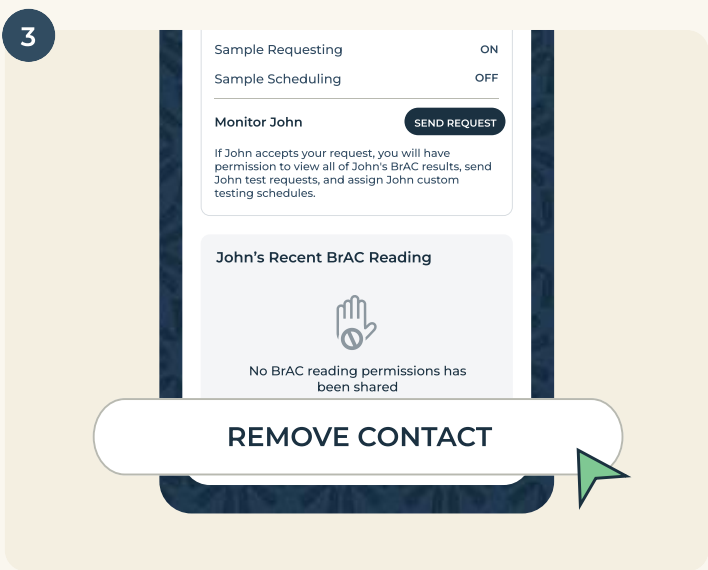 3
Sample Requesting ON
Sample Scheduling OFF
Monitor John SEND REQUEST
If John accepts your request, you will have
permission to view all of John's BrAC results, send
John test requests, and assign John custom
testing schedules.
John’s Recent BrAC Reading
No BrAC reading permissions has
been shared
REMOVE CONTACT